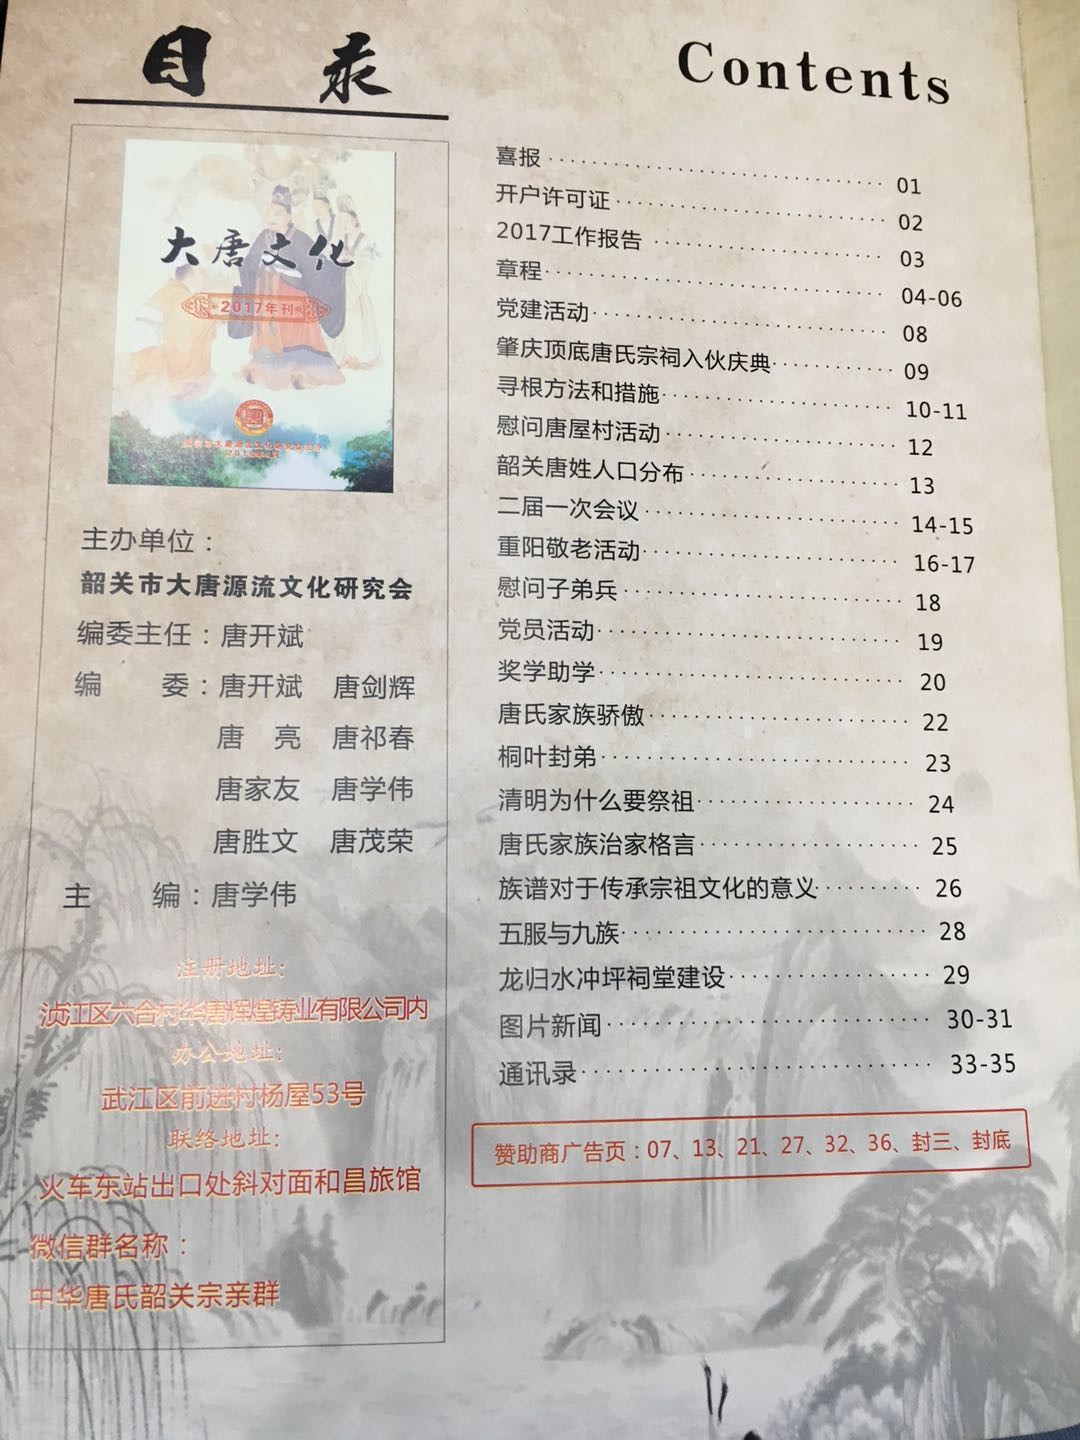 目 录
Contents
大唐文化
2017年刊
主办单位：
韶关市大唐源流文化研究会
编委主任：唐开斌
编 委：唐开斌 唐剑辉
唐 亮 唐祁春
唐家友 唐学伟
唐胜文 唐茂荣
主 编：唐学伟
注册地址：
浈江区六合村华唐辉煌铸业有限公司内
办公地址：
武江区前进村杨屋53号
联络地址：
火车东站出口处斜对面和昌旅馆
微信群名称：
中华唐氏韶关宗亲群
喜报 01
开户许可证 02
2017工作报告 03
章程 04-06
党建活动 08
肇庆顶底唐氏宗祠入伙庆典 09
寻根方法和措施 10-11
慰问唐屋村活动 12
韶关唐姓人口分布 13
二届一次会议 14-15
重阳敬老活动 16-17
慰问子弟兵 18
党员活动 19
奖学助学 20
唐氏家族骄傲 22
桐叶封弟 23
清明为什么要祭祖 24
唐氏家族治家格言 25
族谱对于传承宗祖文化的意义 26
五服与九族 28
龙归水冲坪祠堂建设 29
图片新闻 30-31
通讯录 33-35
赞助商广告页：07、13、21、27、32、36、封三、封底